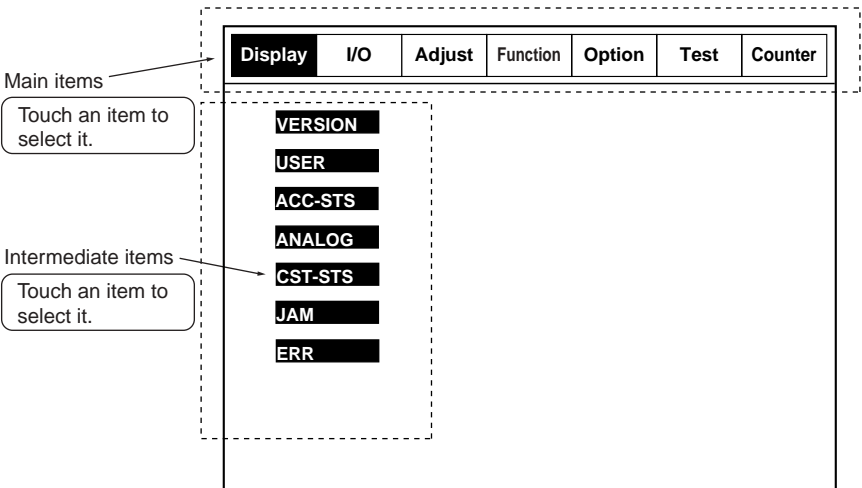 Display I/O Adjust Function Option Test Counter
Main items
Touch an item to
select it.
VERSION
USER
ACC-STS
ANALOG
Intermediate items
CST-STS
Touch an item to
select it.
JAM
ERR